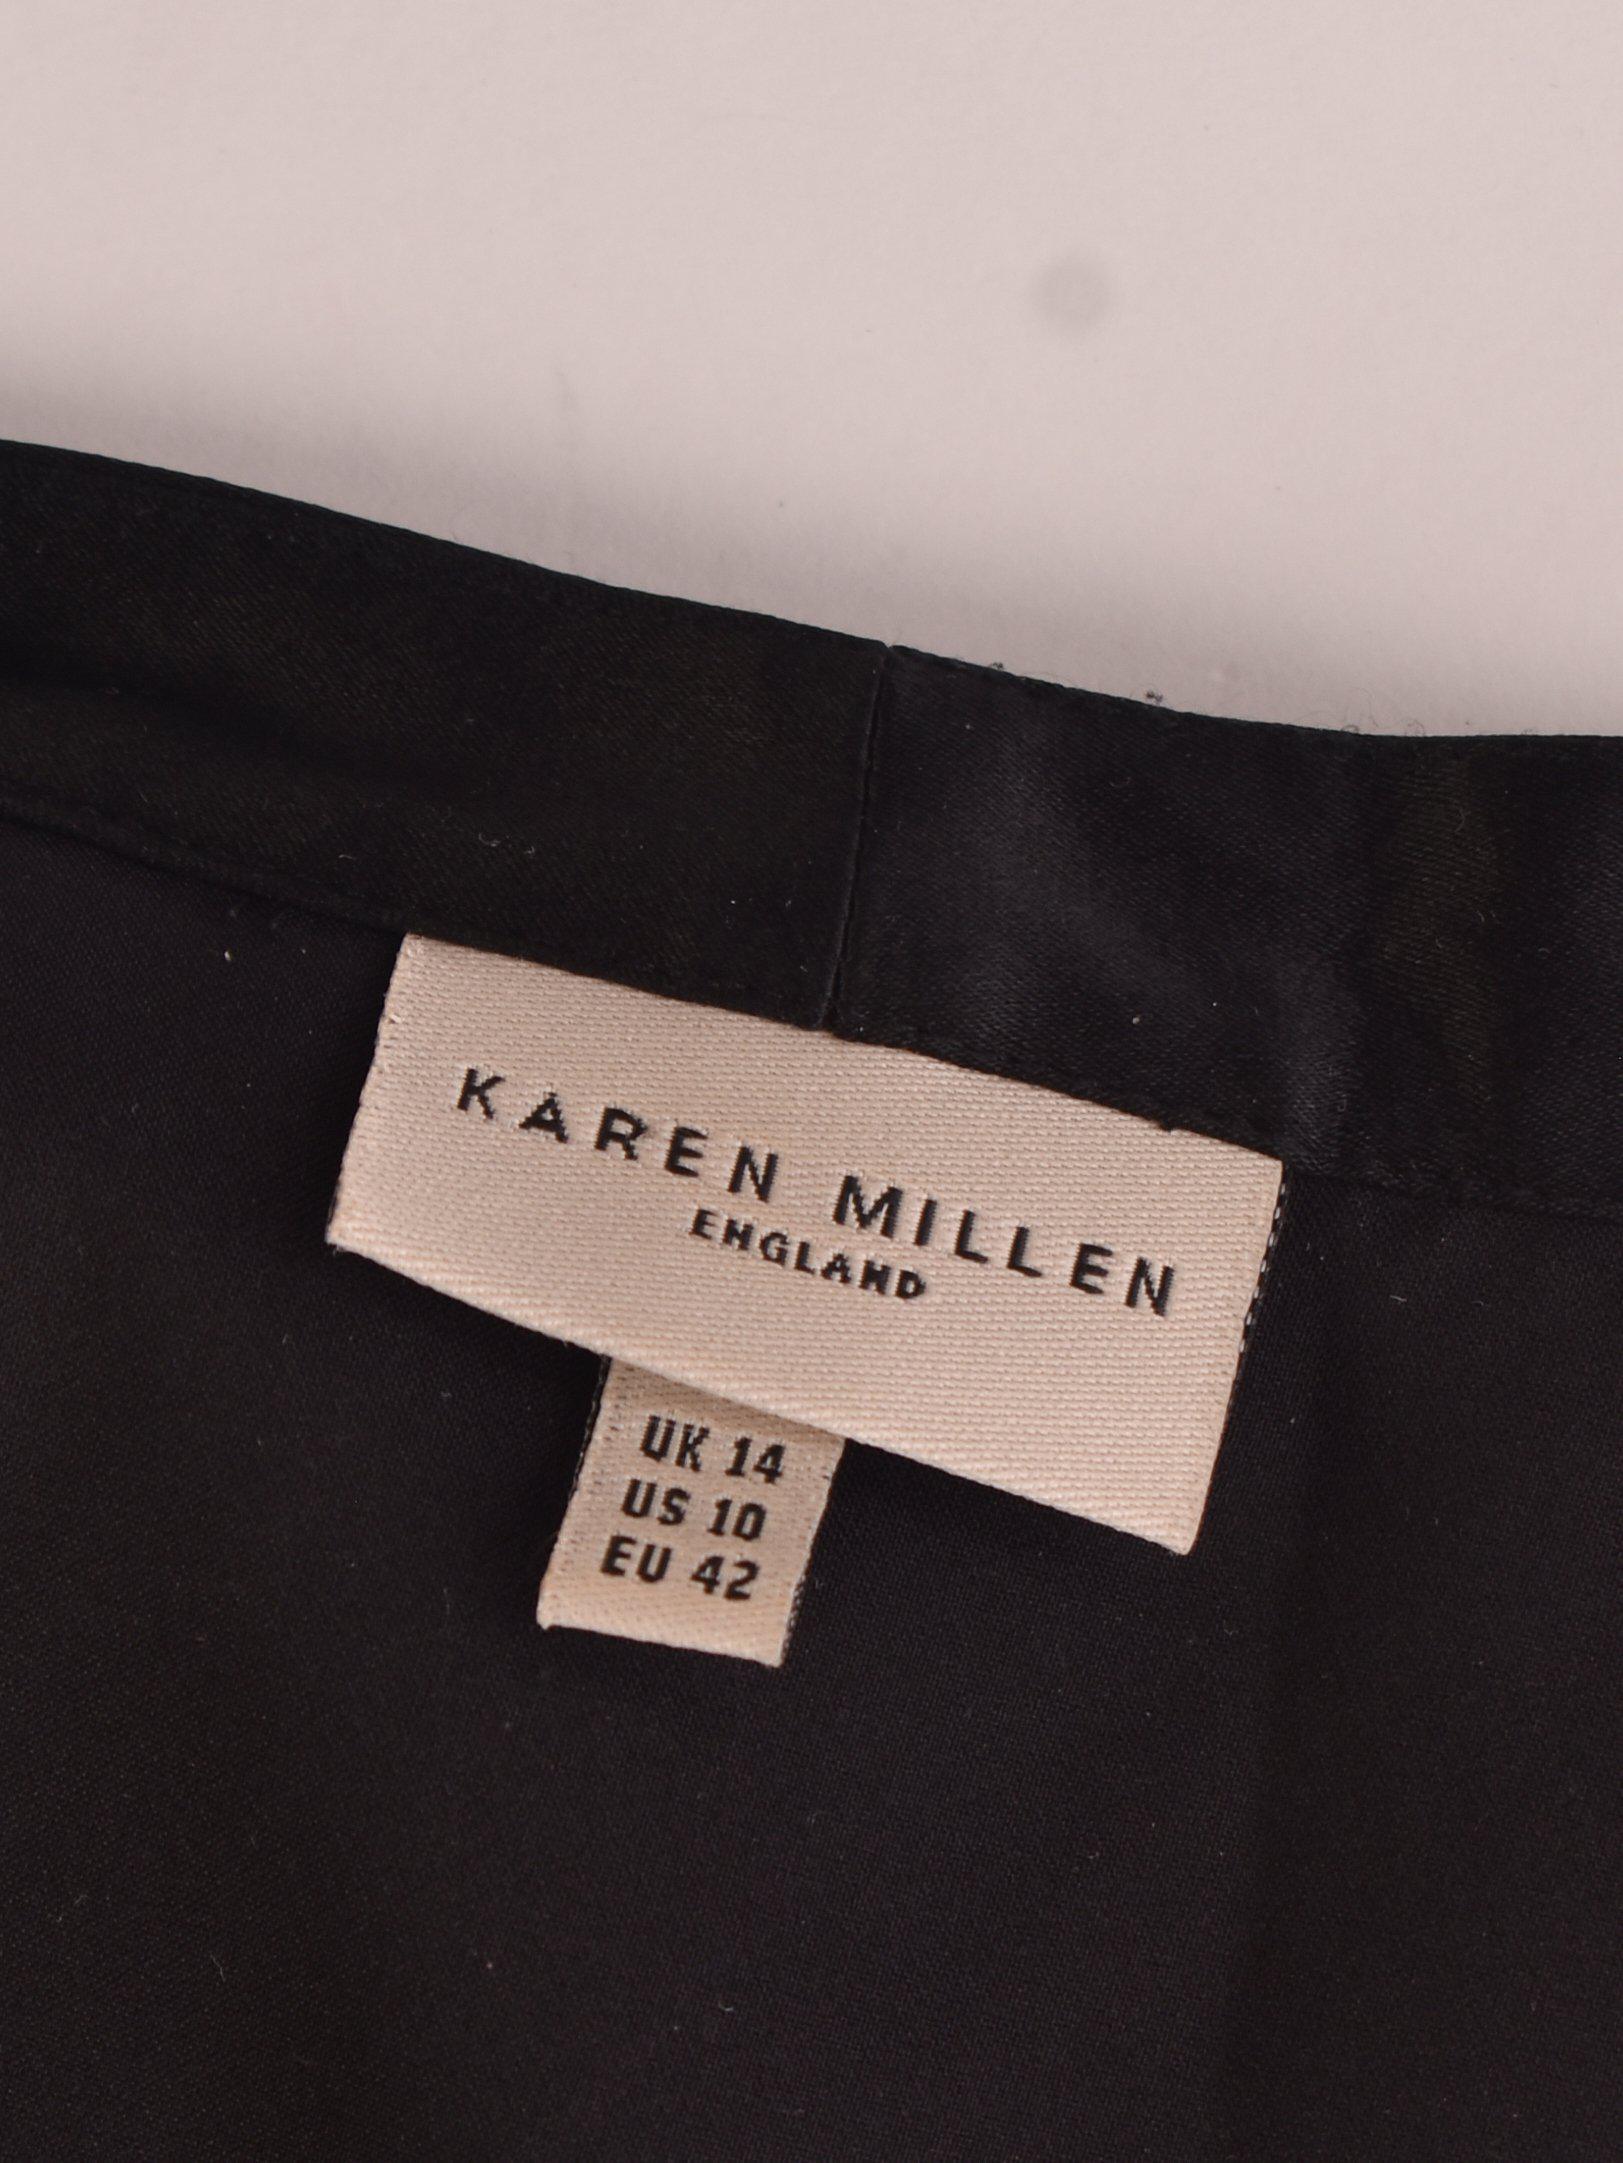 KAREN MILLEN
ENGLAND
UK 14
US 10
EU 42